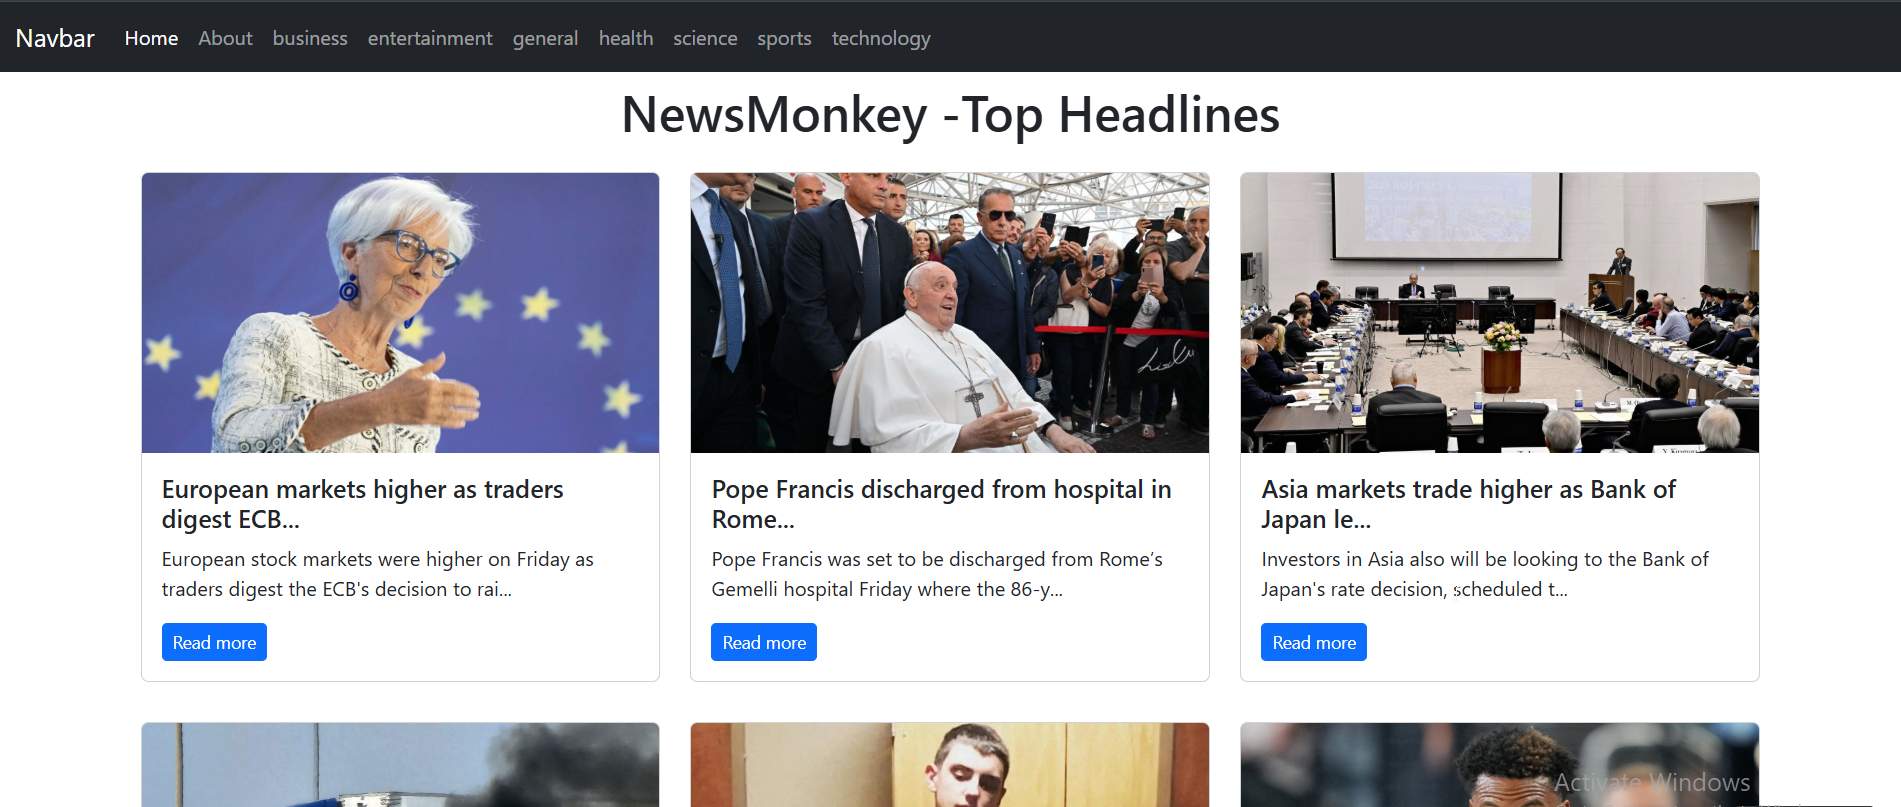 Navbar Home About business entertainment general health science sports technology
NewsMonkey -Top Headlines
European markets higher as traders
digest ECB...
European stock markets were higher on Friday as
traders digest the ECB's decision to rai...
Read more
Pope Francis discharged from hospital in
Rome...
Pope Francis was set to be discharged from Rome’s
Gemelli hospital Friday where the 86-y...
Read more
Asia markets trade higher as Bank of
Japan le...
Investors in Asia also will be looking to the Bank of
Japan's rate decision, scheduled t...
Read more
Activate Windows